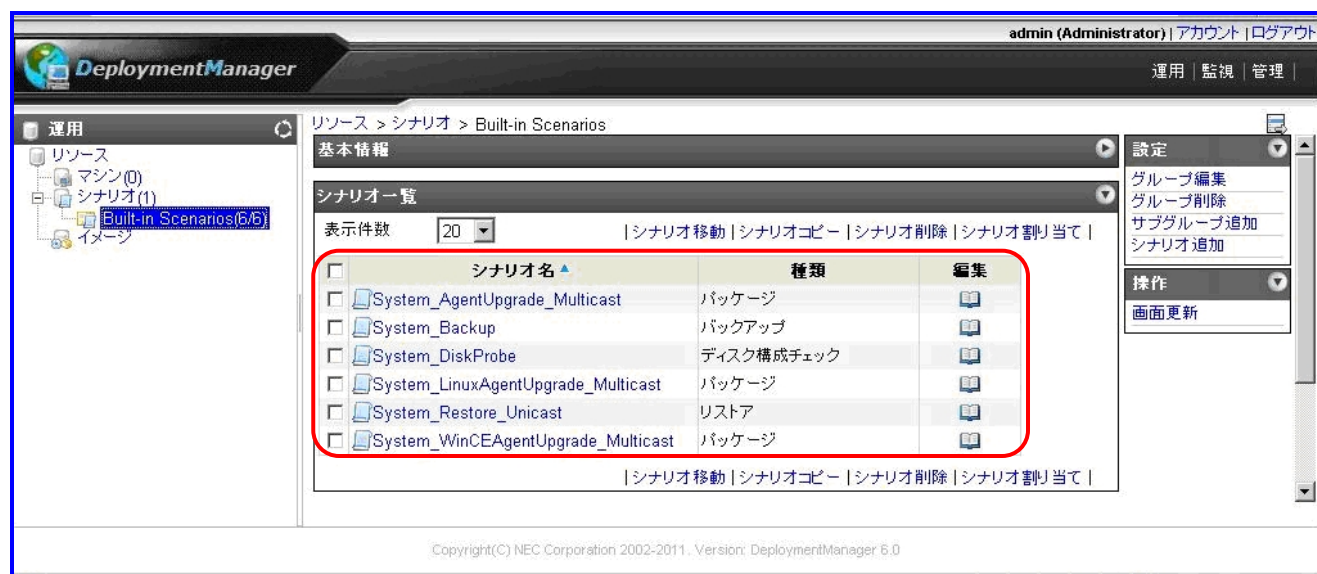 admin (Administrator) | アカウント | ログアウト
DeploymentManager
運用 | 監視 | 管理 |
運用
リソース
マシン(0)
シナリオ(1)
Built-in Scenarios(6/6)
イメージ
リソース > シナリオ > Built-in Scenarios
基本情報
シナリオ一覧
表示件数 20 | シナリオ移動 | シナリオコピー | シナリオ削除 | シナリオ割り当て |
シナリオ名 種類 編集
System_AgentUpgrade_Multicast パッケージ
System_Backup バックアップ
System_DiskProbe ディスク構成チェック
System_LinuxAgentUpgrade_Multicast パッケージ
System_Restore_Unicast リストア
System_WinCEAgentUpgrade_Multicast パッケージ
| シナリオ移動 | シナリオコピー | シナリオ削除 | シナリオ割り当て |
設定
グループ編集
グループ削除
サブグループ追加
シナリオ追加
操作
画面更新
Copyright(C) NEC Corporation 2002-2011. Version: DeploymentManager 6.0